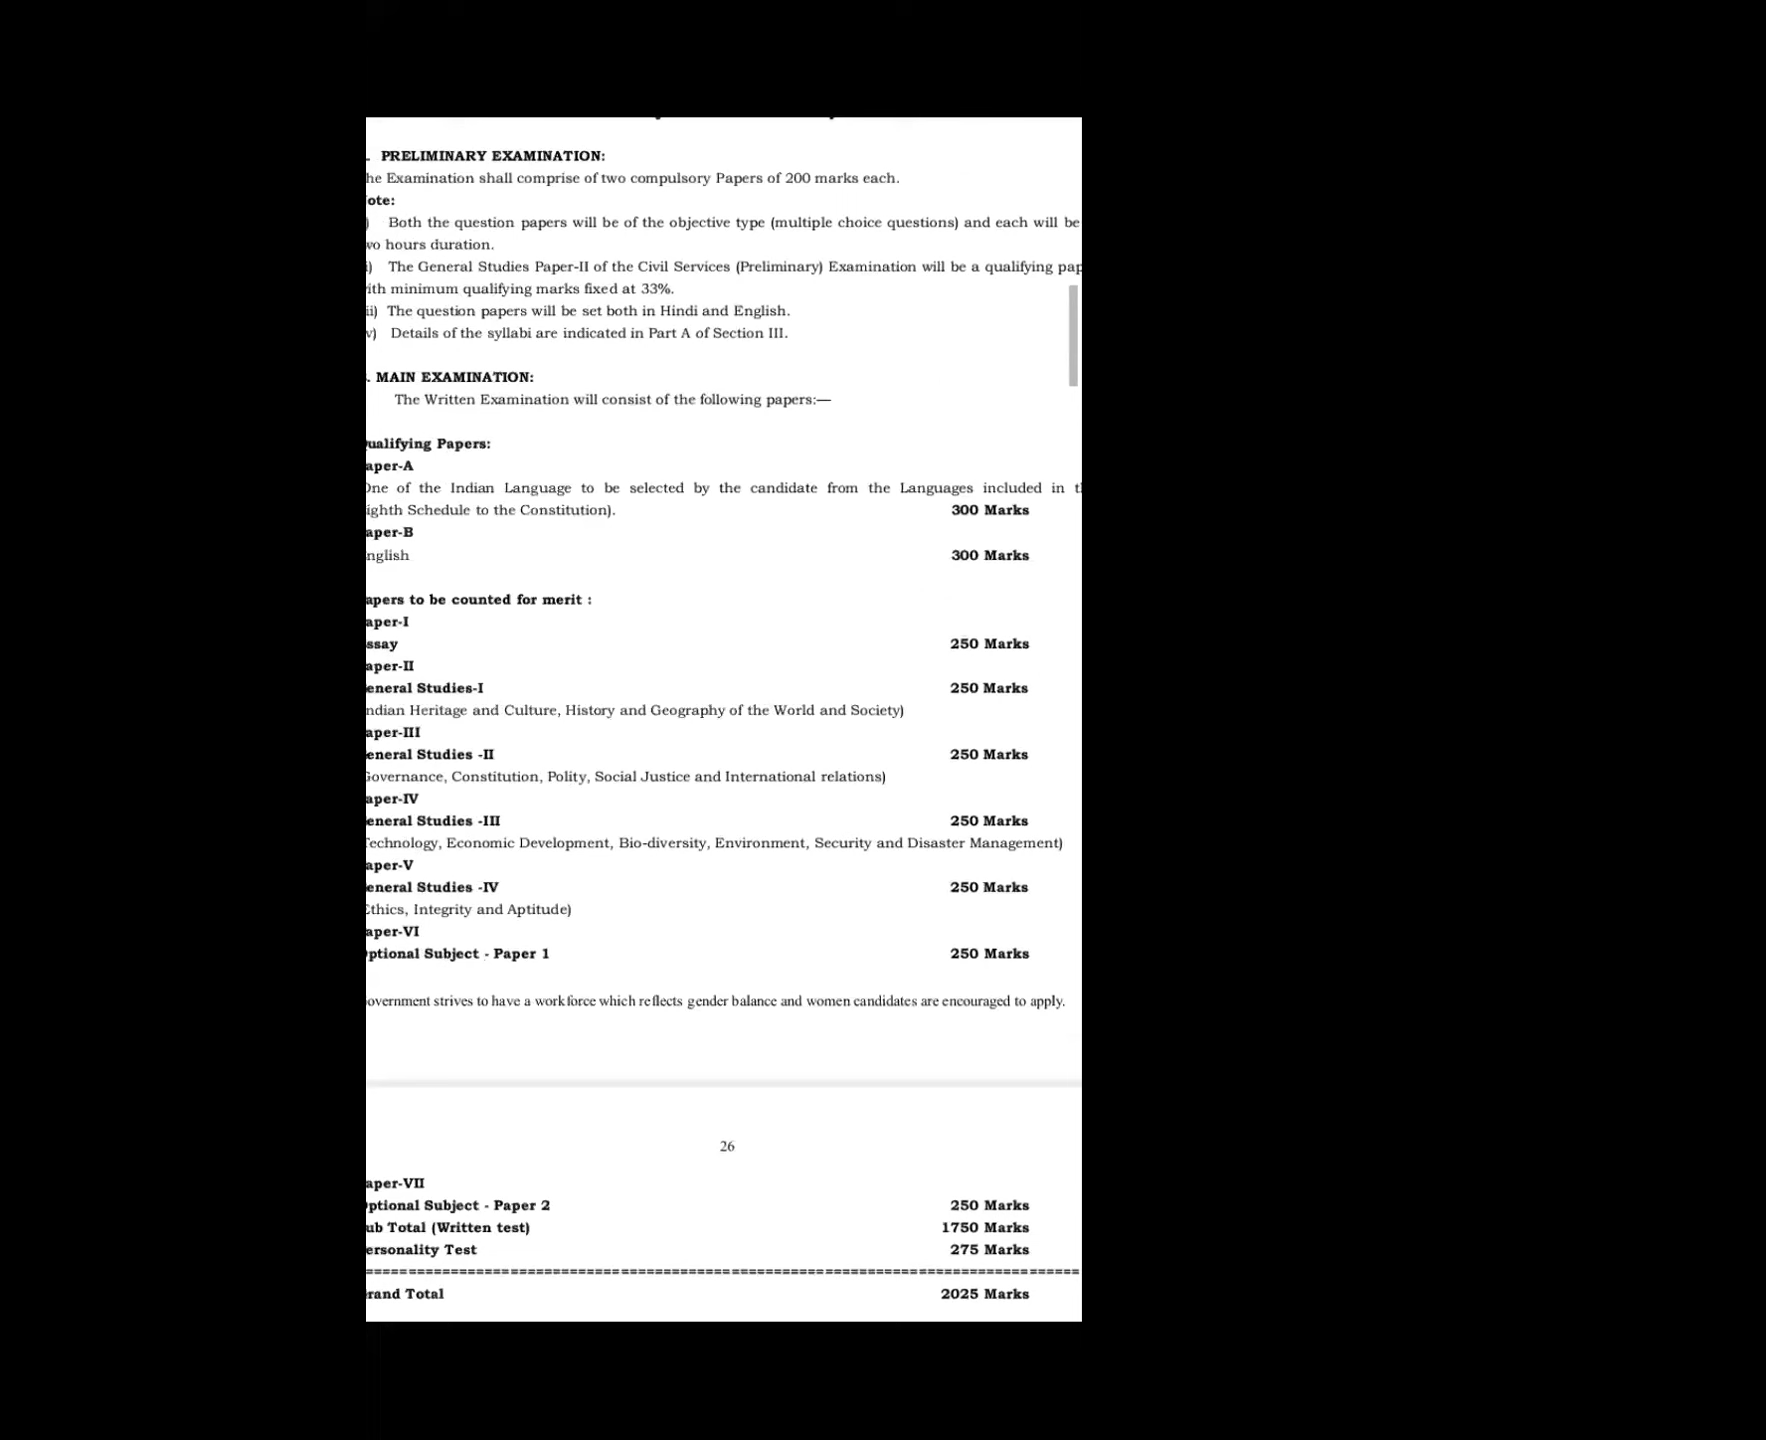 . PRELIMINARY EXAMINATION:
he Examination shall comprise of two compulsory Papers of 200 marks each.
ote:
) Both the question papers will be of the objective type (multiple choice questions) and each will be
wo hours duration.
i) The General Studies Paper-II of the Civil Services (Preliminary) Examination will be a qualifying pap
ith minimum qualifying marks fixed at 33%.
ii) The question papers will be set both in Hindi and English.
v) Details of the syllabi are indicated in Part A of Section III.
. MAIN EXAMINATION:
The Written Examination will consist of the following papers:—
ualifying Papers:
aper-A
One of the Indian Language to be selected by the candidate from the Languages included in t
ighth Schedule to the Constitution). 300 Marks
aper-B
nglish 300 Marks
apers to be counted for merit :
aper-I
ssay 250 Marks
aper-II
eneral Studies-I 250 Marks
ndian Heritage and Culture, History and Geography of the World and Society)
aper-III
eneral Studies -II 250 Marks
Governance, Constitution, Polity, Social Justice and International relations)
aper-IV
eneral Studies -III 250 Marks
Technology, Economic Development, Bio-diversity, Environment, Security and Disaster Management)
aper-V
eneral Studies -IV 250 Marks
Ethics, Integrity and Aptitude)
aper-VI
ptional Subject - Paper 1 250 Marks
overnment strives to have a workforce which reflects gender balance and women candidates are encouraged to apply.
26
aper-VII
ptional Subject - Paper 2 250 Marks
ub Total (Written test) 1750 Marks
ersonality Test 275 Marks
rand Total 2025 Marks